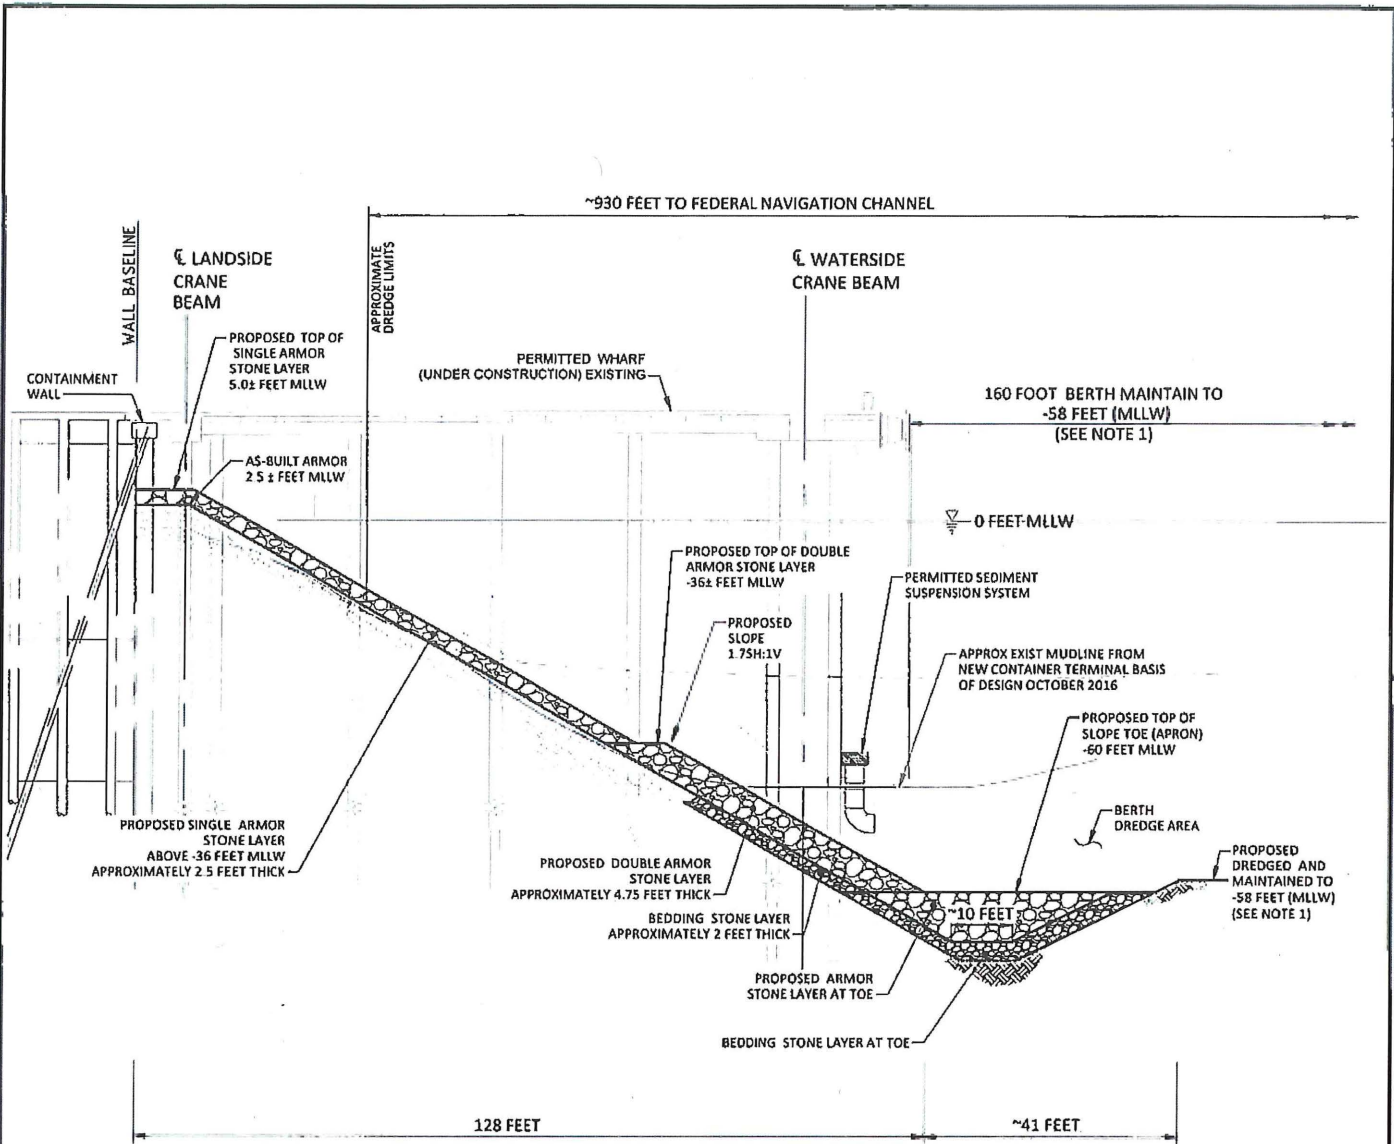 ~930 FEET TO FEDERAL NAVIGATION CHANNEL
WALL BASELINE
℄ LANDSIDE
CRANE
BEAM
APPROXIMATE
DREDGE LIMITS
℄ WATERSIDE
CRANE BEAM
PROPOSED TOP OF
SINGLE ARMOR
STONE LAYER
5.0± FEET MLLW
CONTAINMENT
WALL
PERMITTED WHARF
(UNDER CONSTRUCTION) EXISTING
160 FOOT BERTH MAINTAIN TO
-58 FEET (MLLW)
(SEE NOTE 1)
AS-BUILT ARMOR
2.5 ± FEET MLLW
0 FEET-MLLW
PROPOSED TOP OF DOUBLE
ARMOR STONE LAYER
-36± FEET MLLW
PERMITTED SEDIMENT
SUSPENSION SYSTEM
PROPOSED
SLOPE
1.75H:1V
APPROX EXIST MUDLINE FROM
NEW CONTAINER TERMINAL BASIS
OF DESIGN OCTOBER 2016
PROPOSED TOP OF
SLOPE TOE (APRON)
-60 FEET MLLW
BERTH
DREDGE AREA
PROPOSED SINGLE ARMOR
STONE LAYER
ABOVE -36 FEET MLLW
APPROXIMATELY 2.5 FEET THICK
PROPOSED DOUBLE ARMOR
STONE LAYER
APPROXIMATELY 4.75 FEET THICK
PROPOSED
DREDGED AND
MAINTAINED TO
-58 FEET (MLLW)
(SEE NOTE 1)
~10 FEET
BEDDING STONE LAYER
APPROXIMATELY 2 FEET THICK
PROPOSED ARMOR
STONE LAYER AT TOE
BEDDING STONE LAYER AT TOE
128 FEET
~41 FEET